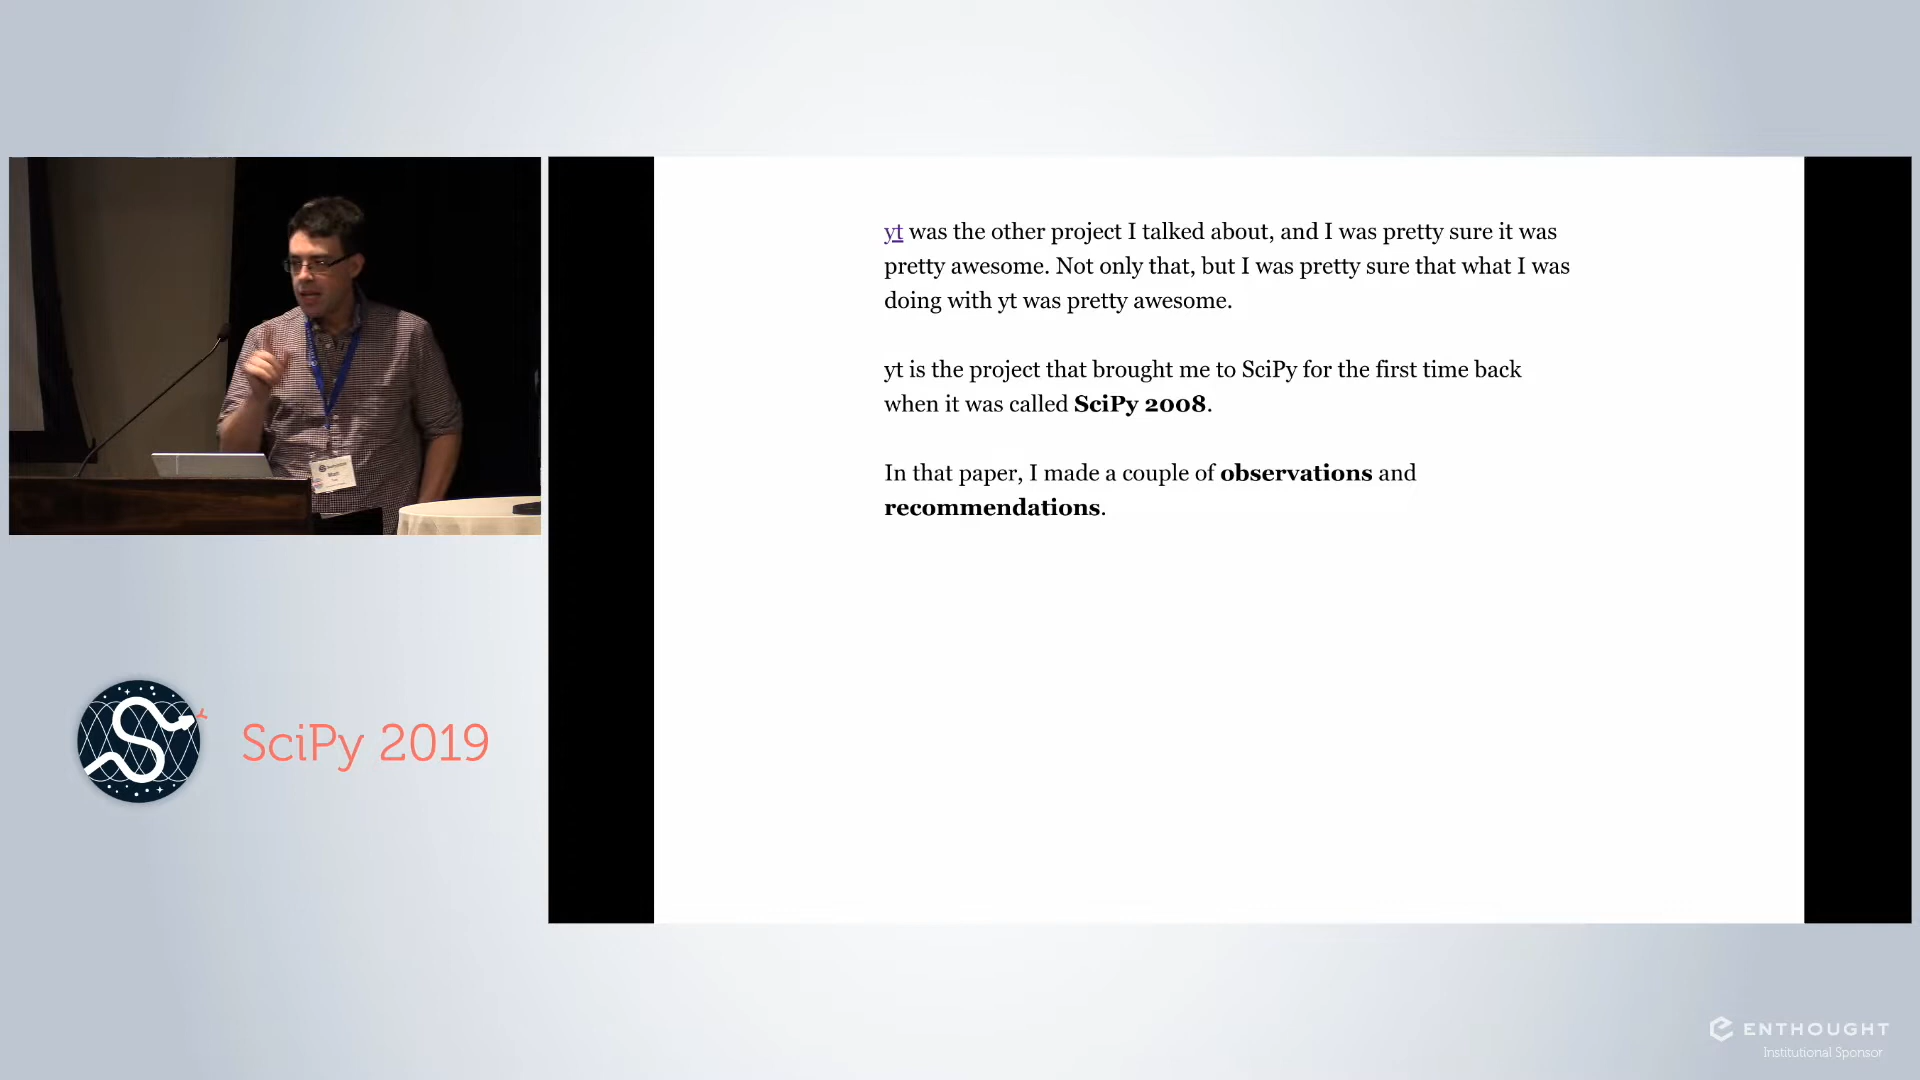 yt was the other project I talked about, and I was pretty sure it was
pretty awesome. Not only that, but I was pretty sure that what I was
doing with yt was pretty awesome.
yt is the project that brought me to SciPy for the first time back
when it was called SciPy 2008.
In that paper, I made a couple of observations and
recommendations.
SciPy 2019
ENTHOUGHT
Institutional Sponsor